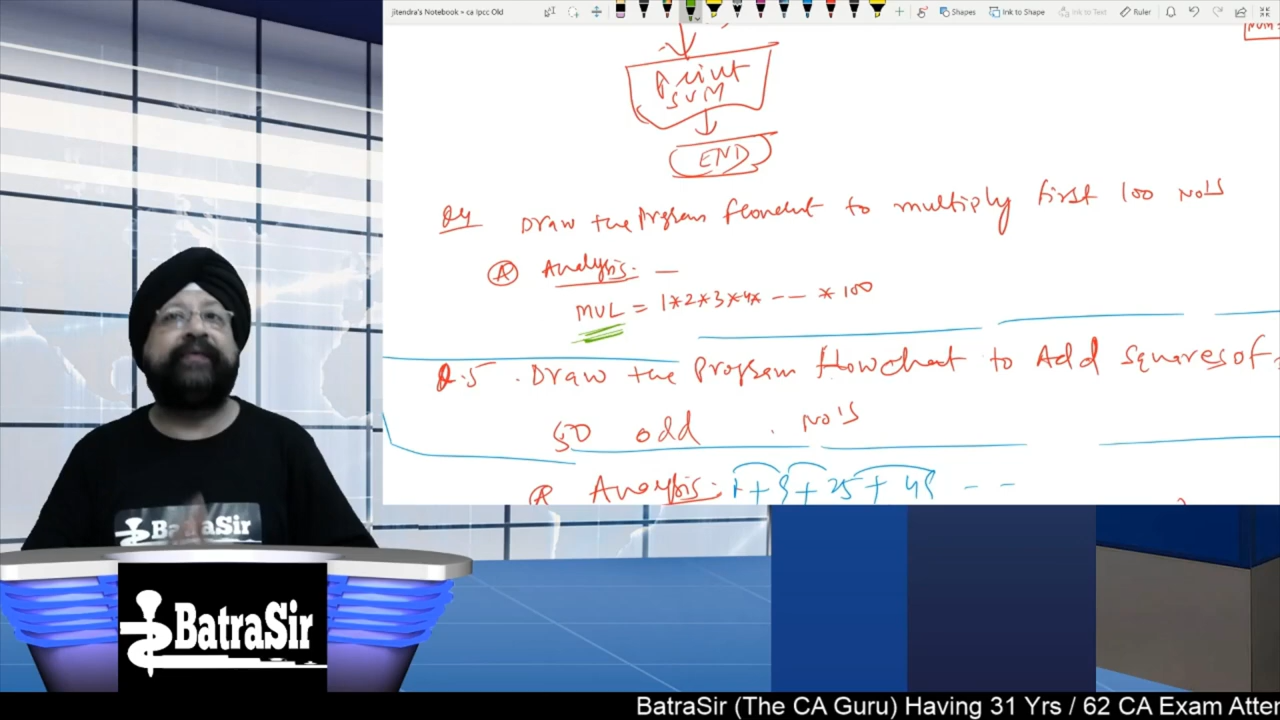 jitendra's Notebook > ca Ipcc Old
Shapes
Ink to Shape
Ink to Text
Ruler
Print
SUM
END
Q4 Draw the Program flowchart to multiply first 100 No's
(A) Analysis. —
MUL = 1*2*3*4* -- — *100
Q.5 . Draw the Program flowchart to Add squares of
50 odd . No's
(A) Analysis: 1 + 9 + 25 + 49 - -
BatraSir
BatraSir
BatraSir (The CA Guru) Having 31 Yrs / 62 CA Exam Atter